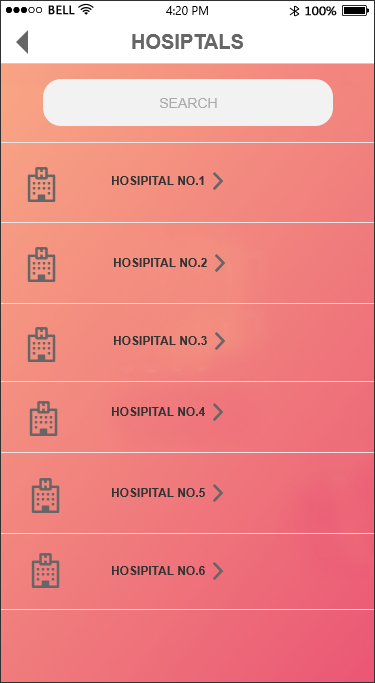 BELL 4:20 PM 100%
HOSIPTALS
SEARCH
H HOSIPITAL NO.1
H HOSIPITAL NO.2
H HOSIPITAL NO.3
H HOSIPITAL NO.4
H HOSIPITAL NO.5
H HOSIPITAL NO.6